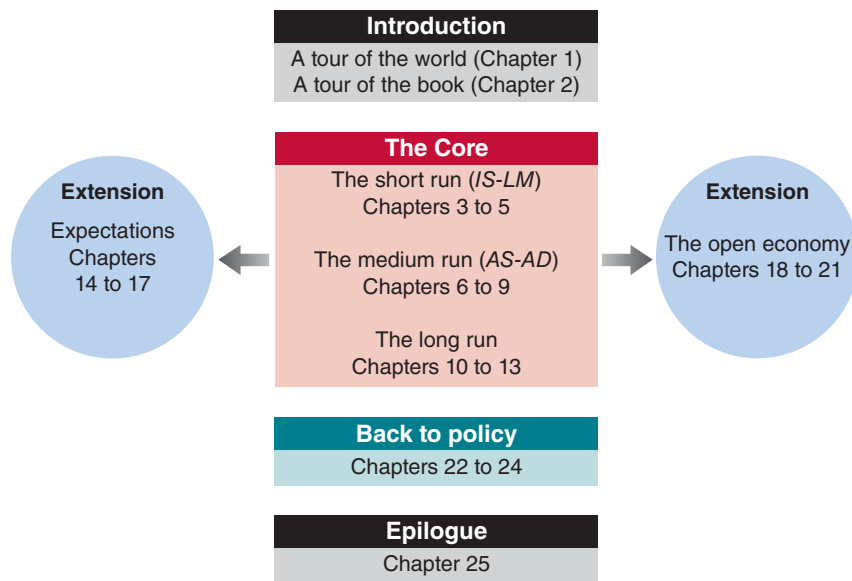 Introduction
A tour of the world (Chapter 1)
A tour of the book (Chapter 2)
The Core
The short run (IS-LM)
Chapters 3 to 5
The medium run (AS-AD)
Chapters 6 to 9
The long run
Chapters 10 to 13
Extension
Expectations
Chapters
14 to 17
Extension
The open economy
Chapters 18 to 21
Back to policy
Chapters 22 to 24
Epilogue
Chapter 25